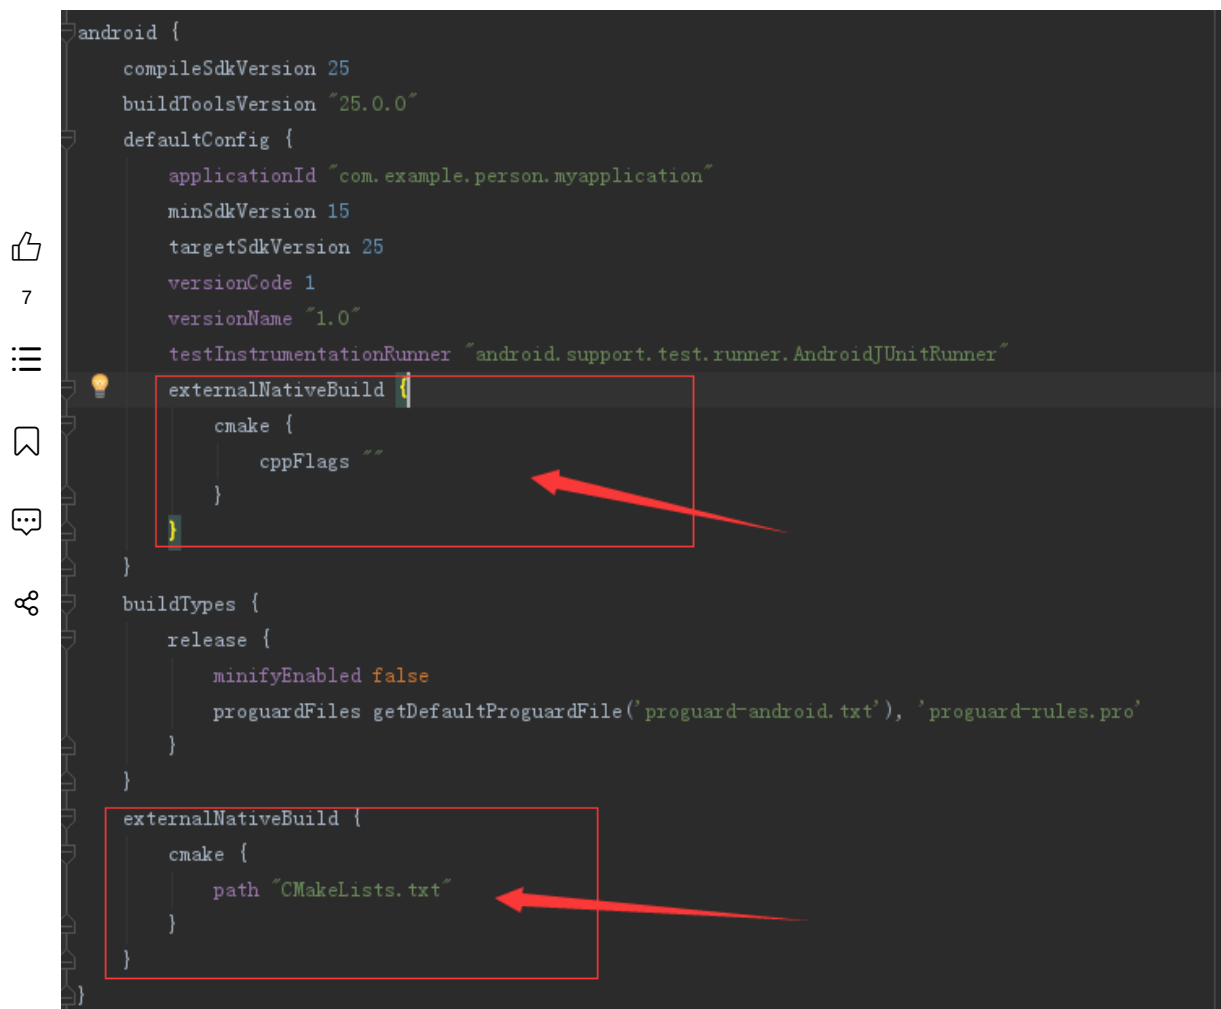 android {
compileSdkVersion 25
buildToolsVersion "25.0.0"
defaultConfig {
applicationId "com.example.person.myapplication"
minSdkVersion 15
targetSdkVersion 25
versionCode 1
versionName "1.0"
testInstrumentationRunner "android.support.test.runner.AndroidJUnitRunner"
externalNativeBuild {
cmake {
cppFlags ""
}
}
}
buildTypes {
release {
minifyEnabled false
proguardFiles getDefaultProguardFile('proguard-android.txt'), 'proguard-rules.pro'
}
}
externalNativeBuild {
cmake {
path "CMakeLists.txt"
}
}
}
7